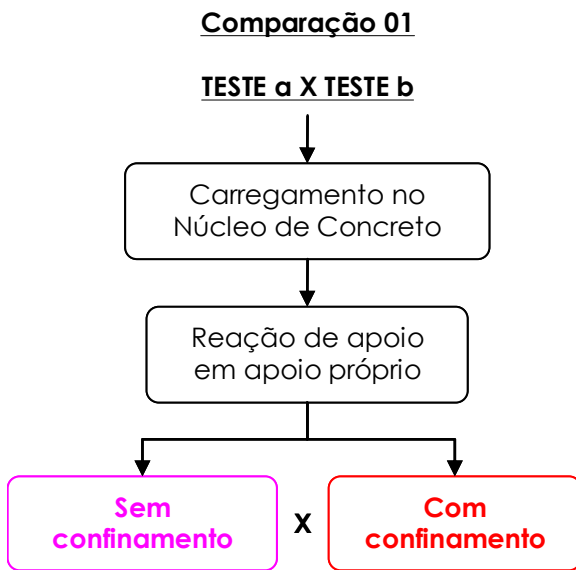 Comparação 01
TESTE a X TESTE b
Carregamento no
Núcleo de Concreto
Reação de apoio
em apoio próprio
Sem
confinamento
X
Com
confinamento